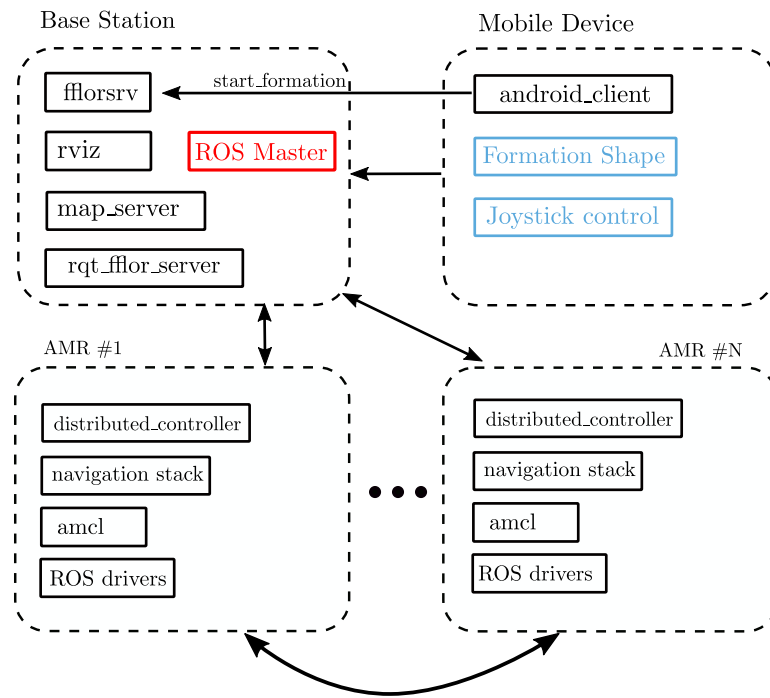 Base Station
Mobile Device
fflorsrv
start_formation
android_client
rviz
ROS Master
Formation Shape
map_server
Joystick control
rqt_fflor_server
AMR #1
AMR #N
distributed_controller
distributed_controller
navigation stack
navigation stack
amcl
amcl
ROS drivers
ROS drivers